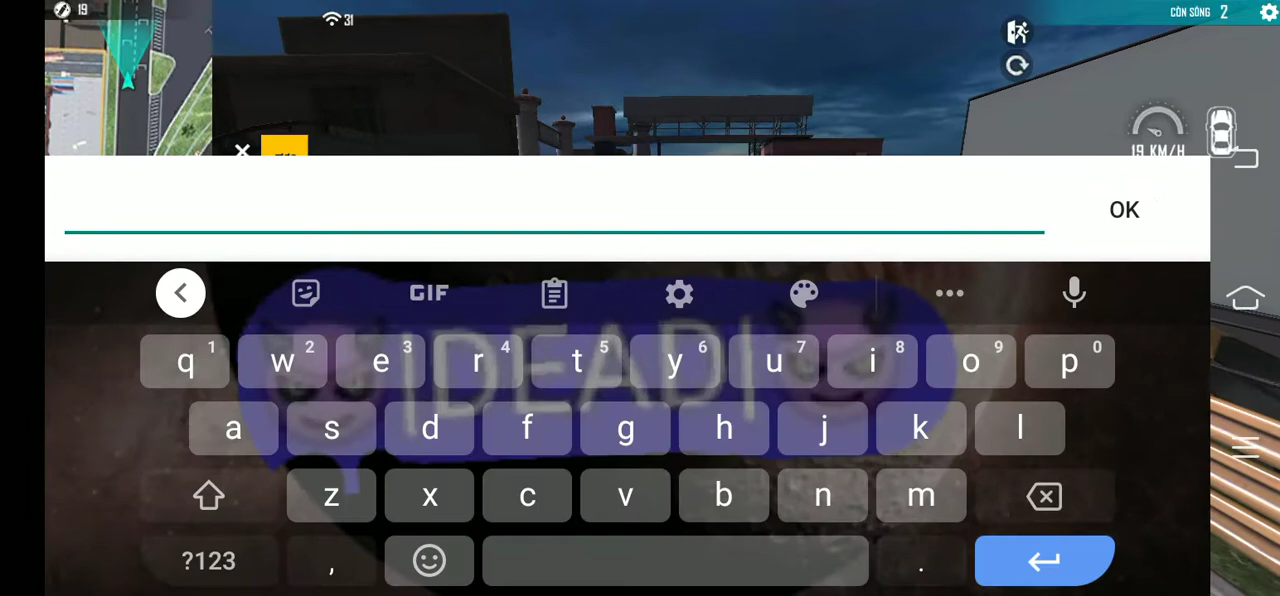 19
31
CÒN SỐNG 2
19 KM/H
OK
GIF
|DEAD|
q 1 w 2 e 3 r 4 t 5 y 6 u 7 i 8 o 9 p 0
a s d f g h j k l
z x c v b n m
?123 , .